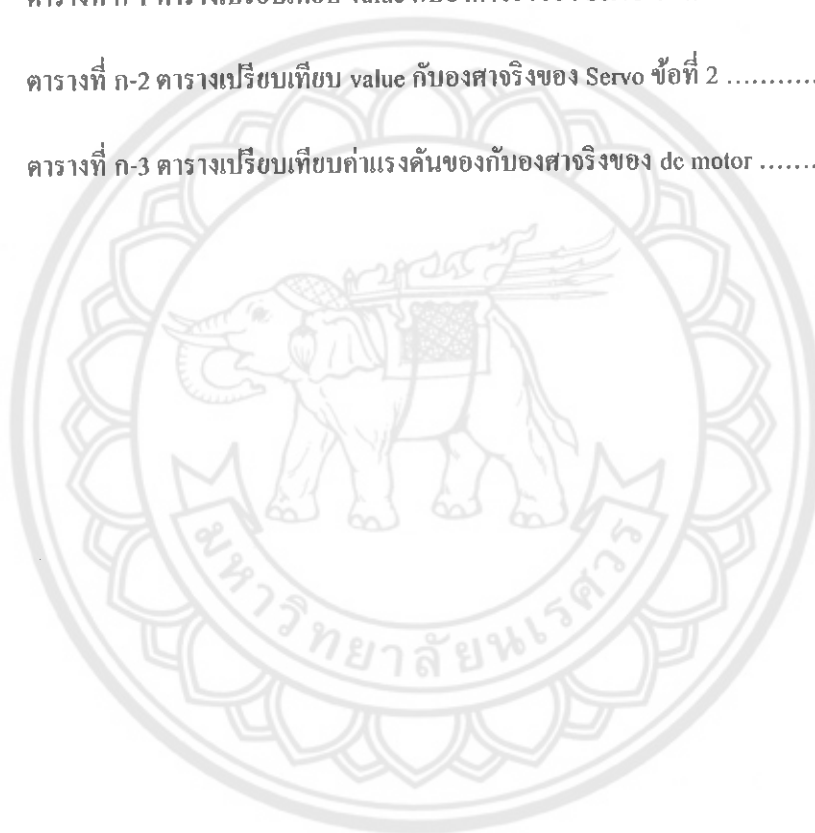 ตารางที่ ก-2 ตารางเปรียบเทียบ value กับองศาจริงของ Servo ข้อที่ 2 ............
ตารางที่ ก-3 ตารางเปรียบเทียบค่าแรงดันของกับองศาจริงของ dc motor .......
มหาวิทยาลัยนเรศวร